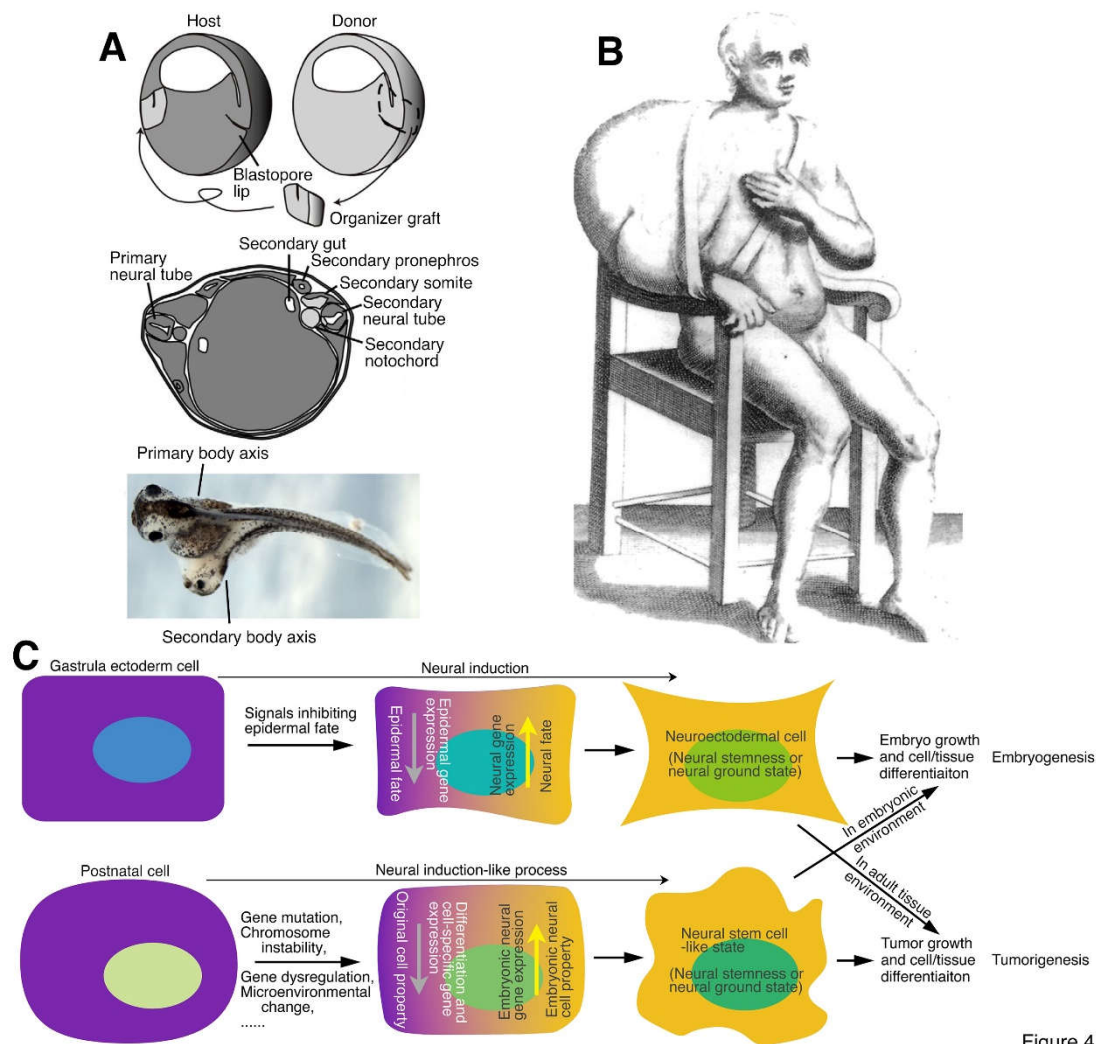 A
Host
Donor
Blastopore
lip
Organizer graft
Secondary gut
Secondary pronephros
Primary
neural tube
Secondary somite
Secondary
neural tube
Secondary
notochord
Primary body axis
Secondary body axis
B
C
Gastrula ectoderm cell
Neural induction
Signals inhibiting
epidermal fate
Epidermal fate
Epidermal gene
expression
Neural gene
expression
Neural fate
Neuroectodermal cell
(Neural stemness or
neural ground state)
Embryo growth
and cell/tissue
differentiaiton
Embryogenesis
In embryonic
environment
In adult tissue
environment
Postnatal cell
Neural induction-like process
Gene mutation,
Chromosome
instability,
Gene dysregulation,
Microenvironmental
change,
......
Original cell property
Differentiation and
cell-specific gene
expression
Embryonic neural
gene expression
Embryonic neural
cell property
Neural stem cell
-like state
(Neural stemness or
neural ground state)
Tumor growth
and cell/tissue
differentiaiton
Tumorigenesis
Figure 4